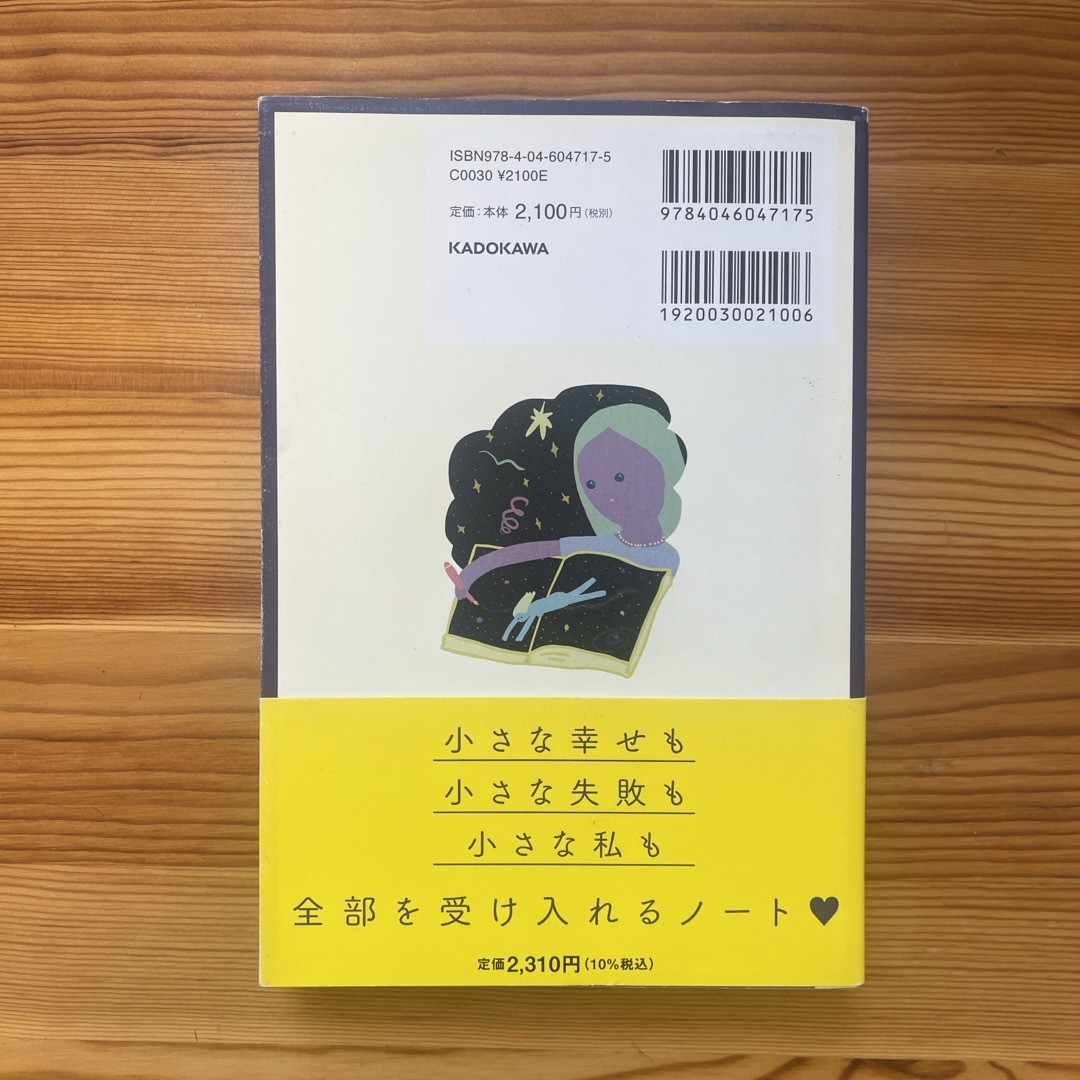 ISBN978-4-04-604717-5
C0030 ¥2100E
定価：本体 2,100円（税別）
KADOKAWA
9784046047175
1920030021006
小さな幸せも
小さな失敗も
小さな私も
全部を受け入れるノート♥
定価2,310円（10%税込）